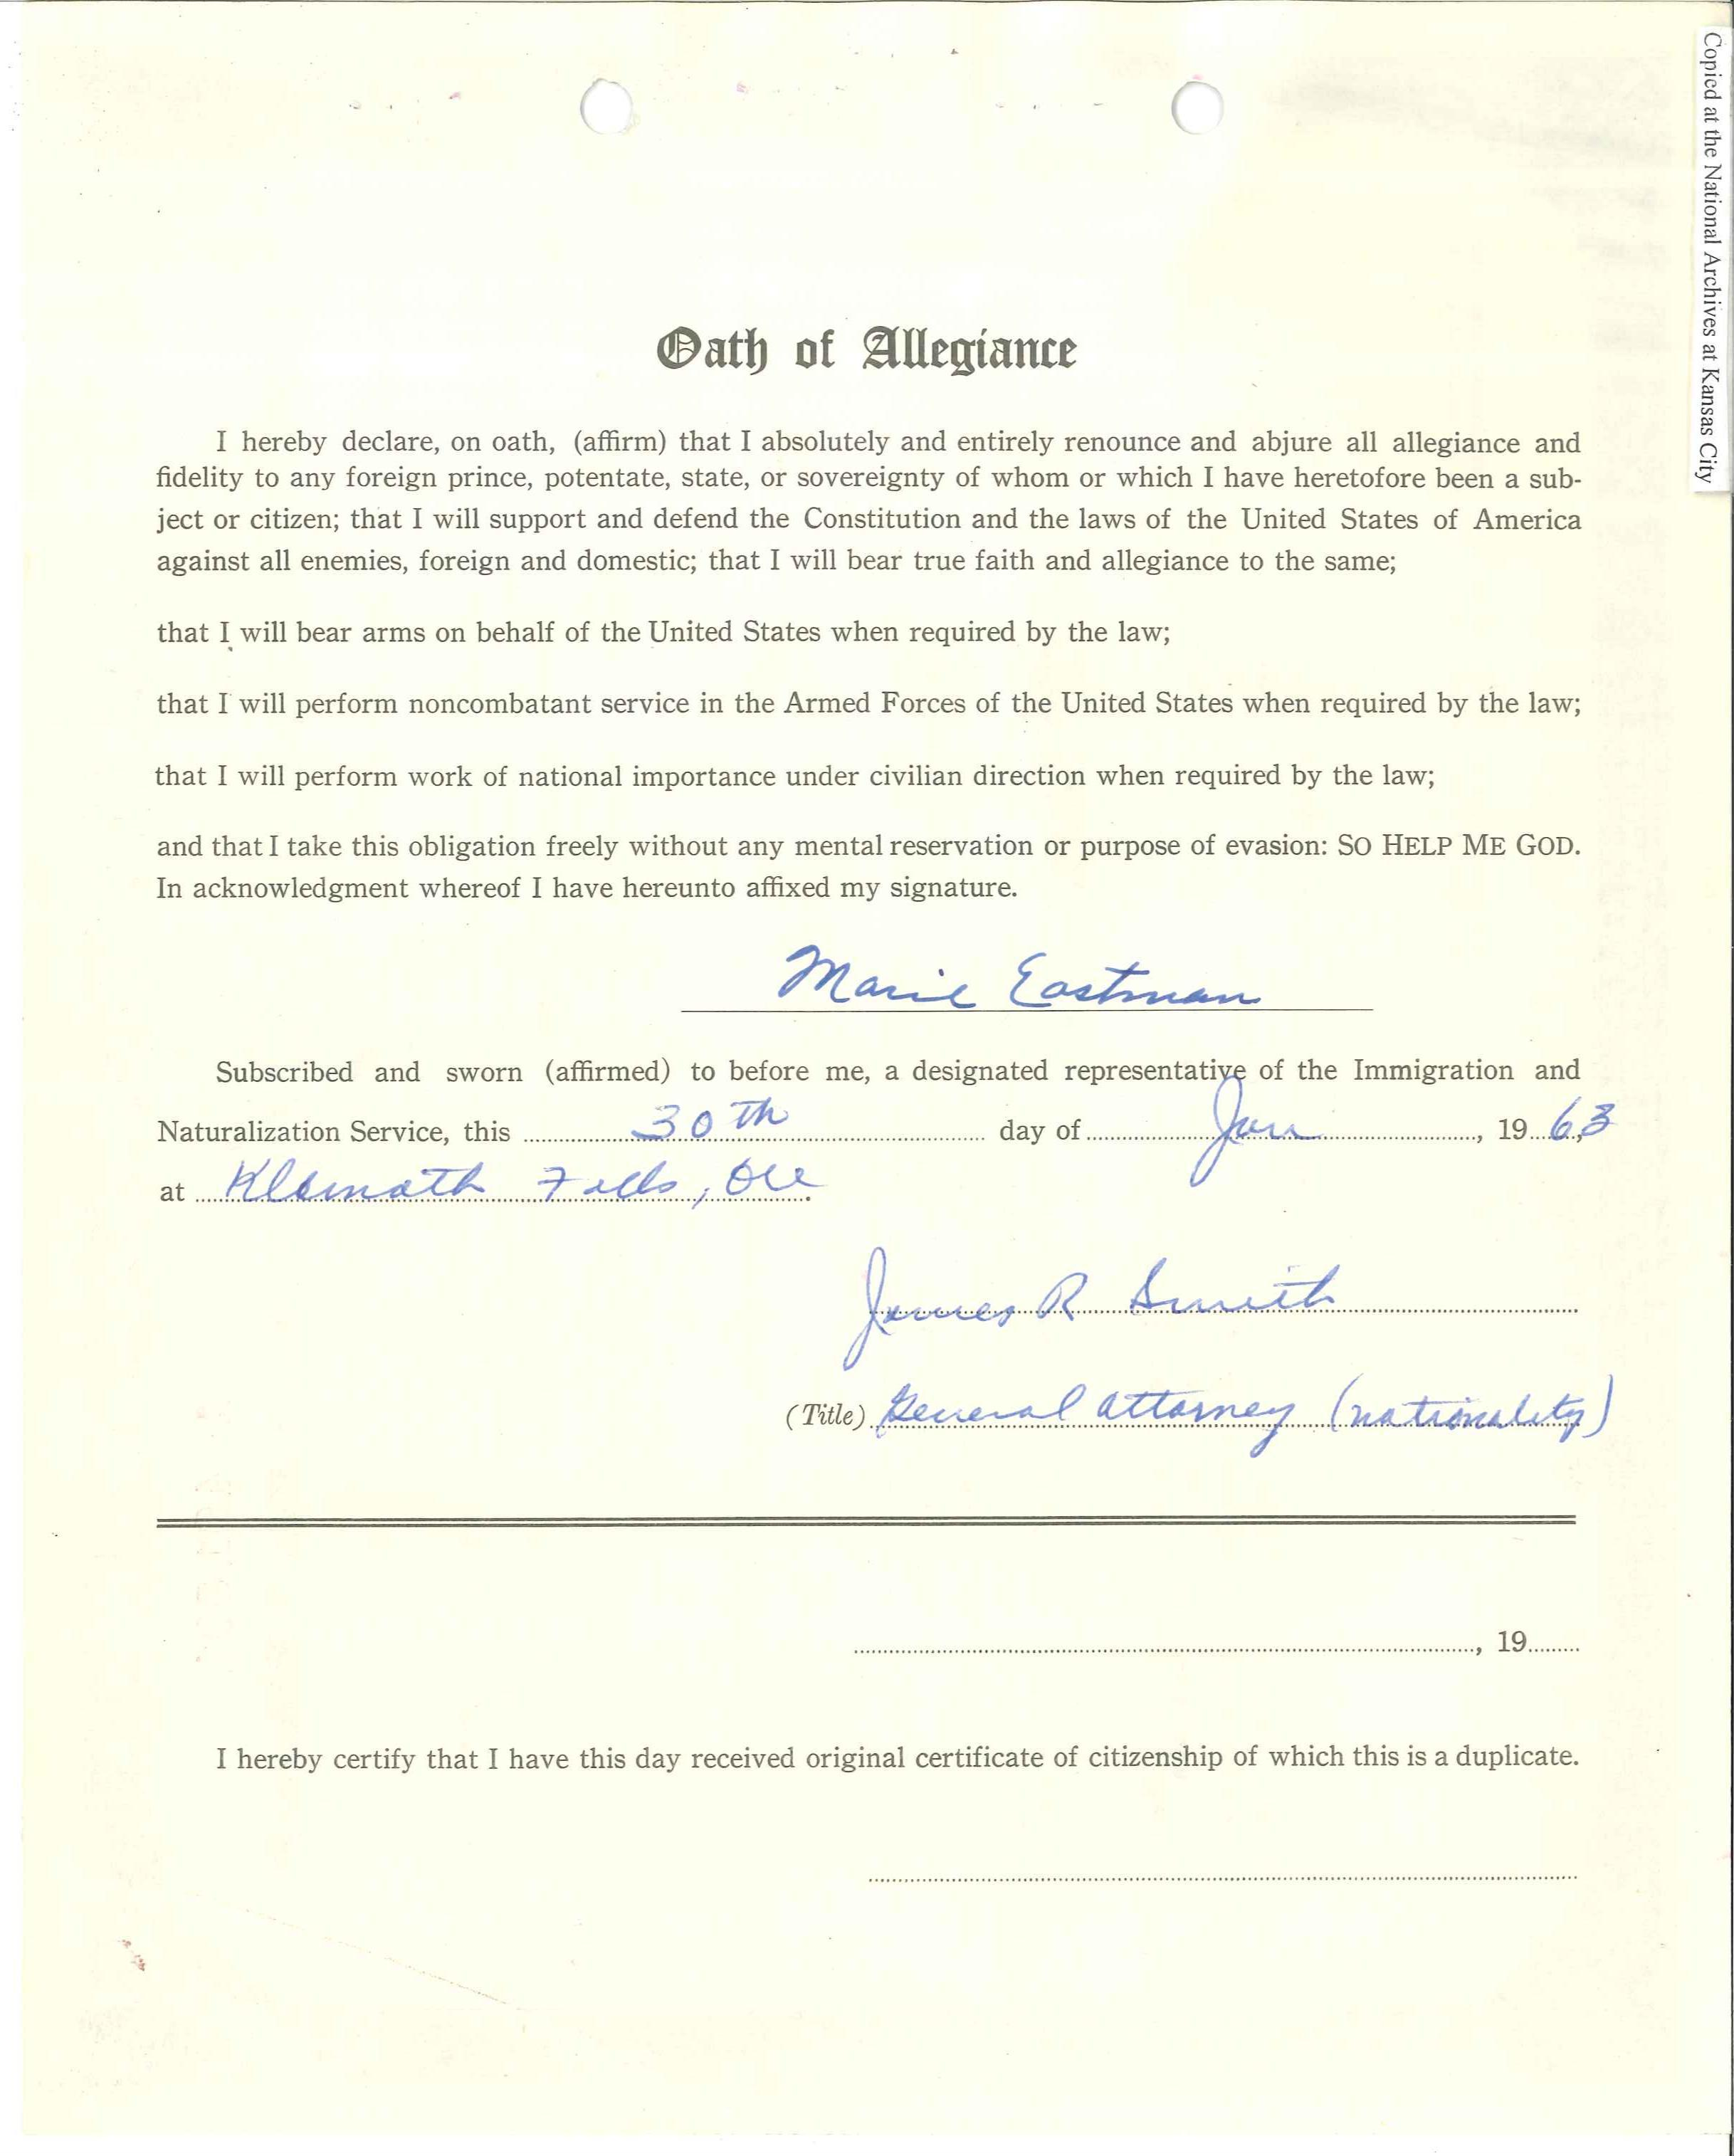 Copied at the National Archives at Kansas City
Oath of Allegiance
I hereby declare, on oath, (affirm) that I absolutely and entirely renounce and abjure all allegiance and
fidelity to any foreign prince, potentate, state, or sovereignty of whom or which I have heretofore been a sub-
ject or citizen; that I will support and defend the Constitution and the laws of the United States of America
against all enemies, foreign and domestic; that I will bear true faith and allegiance to the same;
that I will bear arms on behalf of the United States when required by the law;
that I will perform noncombatant service in the Armed Forces of the United States when required by the law;
that I will perform work of national importance under civilian direction when required by the law;
and that I take this obligation freely without any mental reservation or purpose of evasion: SO HELP ME GOD.
In acknowledgment whereof I have hereunto affixed my signature.
Marie Eastman
Subscribed and sworn (affirmed) to before me, a designated representative of the Immigration and
Naturalization Service, this 30th day of Jan, 1963,
at Klamath Falls, Ore.
James R Smith
(Title) General Attorney (nationality)
, 19
I hereby certify that I have this day received original certificate of citizenship of which this is a duplicate.